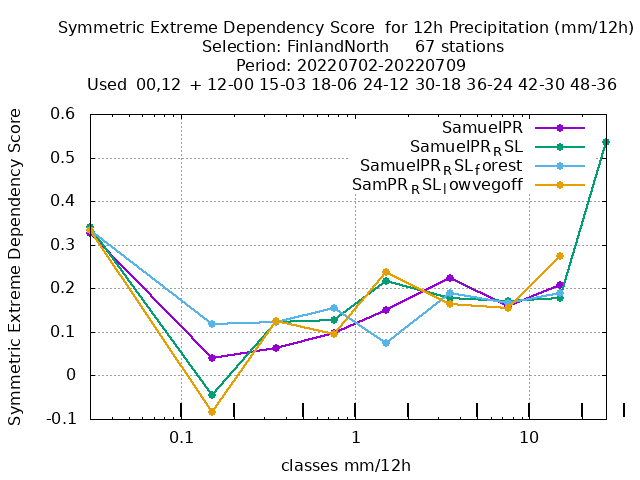 Symmetric Extreme Dependency Score for 12h Precipitation (mm/12h)
Selection: FinlandNorth 67 stations
Period: 20220702-20220709
Used 00,12 + 12-00 15-03 18-06 24-12 30-18 36-24 42-30 48-36
Symmetric Extreme Dependency Score
0.6
0.5
0.4
0.3
0.2
0.1
0
-0.1
SamuelPR
SamuelPR_RSL
SamuelPR_RSL_forest
SamPR_RSL_lowvegoff
0.1 1 10
classes mm/12h